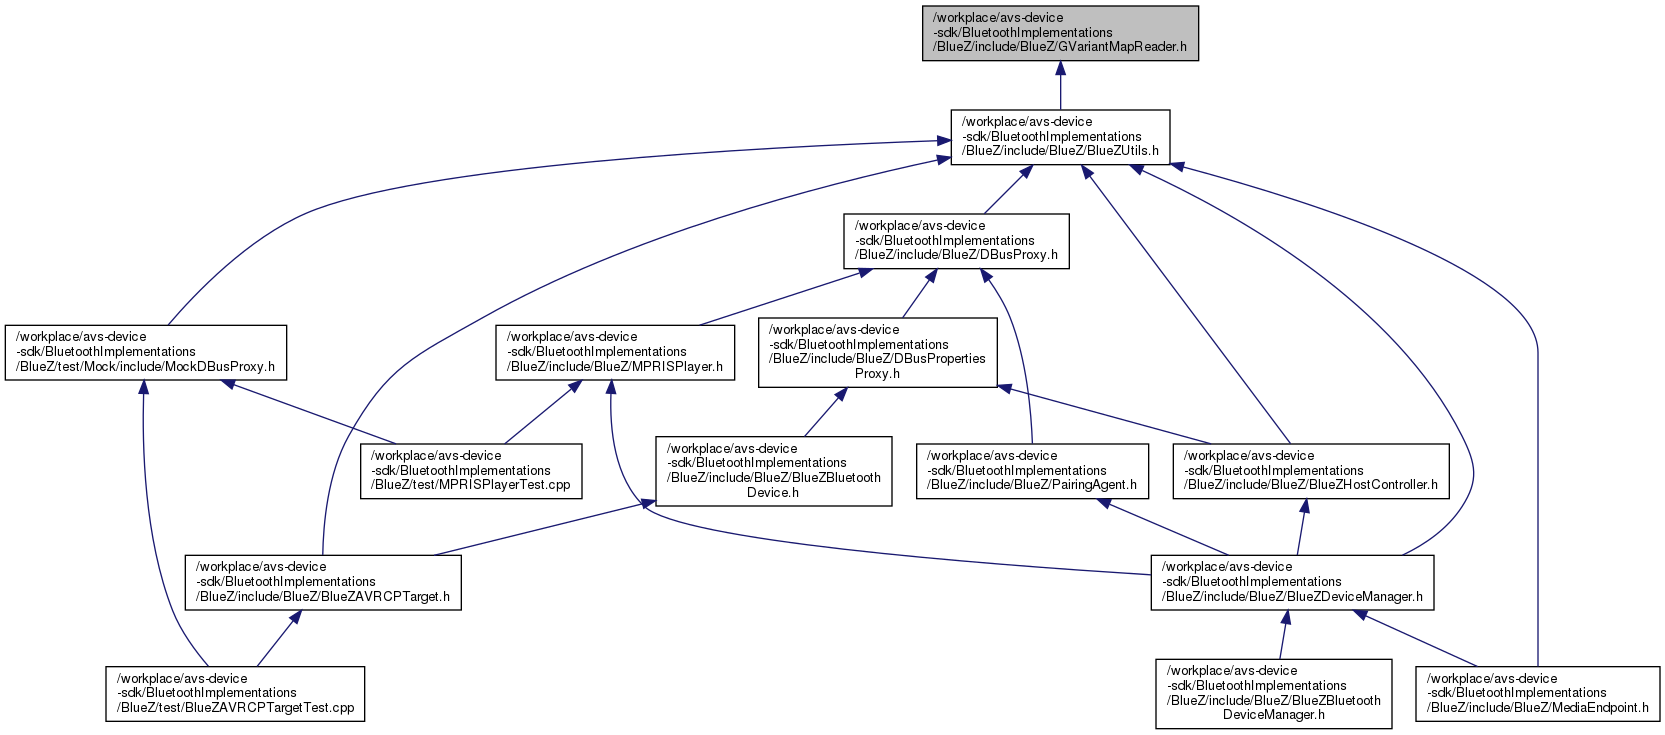 /workplace/avs-device
-sdk/BluetoothImplementations
/BlueZ/include/BlueZ/GVariantMapReader.h
/workplace/avs-device
-sdk/BluetoothImplementations
/BlueZ/include/BlueZ/BlueZUtils.h
/workplace/avs-device
-sdk/BluetoothImplementations
/BlueZ/include/BlueZ/DBusProxy.h
/workplace/avs-device
-sdk/BluetoothImplementations
/BlueZ/test/Mock/include/MockDBusProxy.h
/workplace/avs-device
-sdk/BluetoothImplementations
/BlueZ/include/BlueZ/MPRISPlayer.h
/workplace/avs-device
-sdk/BluetoothImplementations
/BlueZ/include/BlueZ/DBusProperties
Proxy.h
/workplace/avs-device
-sdk/BluetoothImplementations
/BlueZ/test/MPRISPlayerTest.cpp
/workplace/avs-device
-sdk/BluetoothImplementations
/BlueZ/include/BlueZ/BlueZBluetooth
Device.h
/workplace/avs-device
-sdk/BluetoothImplementations
/BlueZ/include/BlueZ/PairingAgent.h
/workplace/avs-device
-sdk/BluetoothImplementations
/BlueZ/include/BlueZ/BlueZHostController.h
/workplace/avs-device
-sdk/BluetoothImplementations
/BlueZ/include/BlueZ/BlueZAVRCPTarget.h
/workplace/avs-device
-sdk/BluetoothImplementations
/BlueZ/include/BlueZ/BlueZDeviceManager.h
/workplace/avs-device
-sdk/BluetoothImplementations
/BlueZ/test/BlueZAVRCPTargetTest.cpp
/workplace/avs-device
-sdk/BluetoothImplementations
/BlueZ/include/BlueZ/BlueZBluetooth
DeviceManager.h
/workplace/avs-device
-sdk/BluetoothImplementations
/BlueZ/include/BlueZ/MediaEndpoint.h